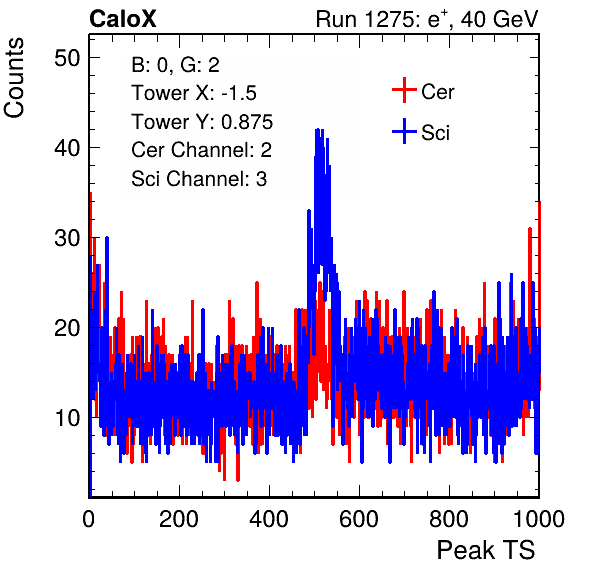 CaloX Run 1275: e⁺, 40 GeV
Counts
50
40
30
20
10
B: 0, G: 2
Tower X: -1.5
Tower Y: 0.875
Cer Channel: 2
Sci Channel: 3
Cer
Sci
0 200 400 600 800 1000
Peak TS